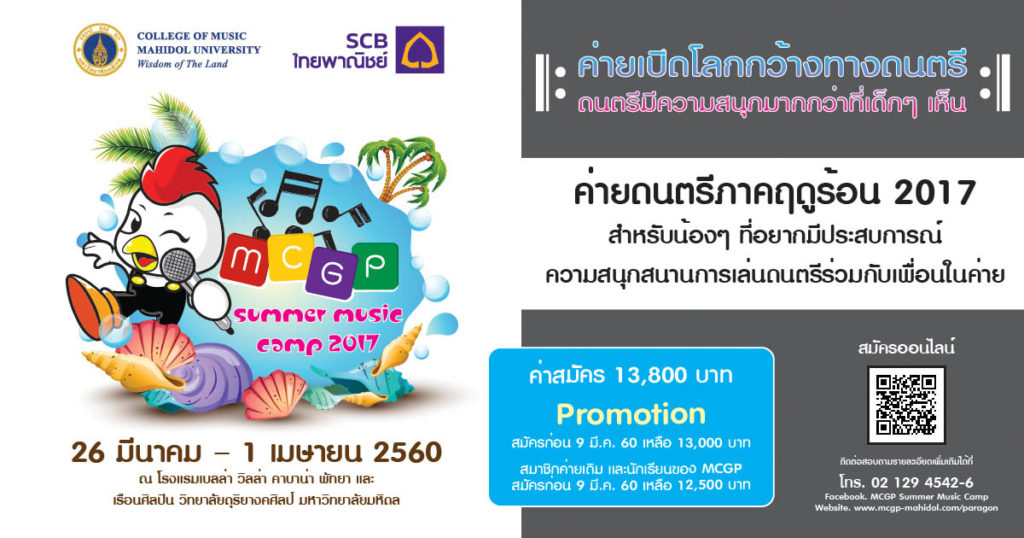 COLLEGE OF MUSIC
MAHIDOL UNIVERSITY
Wisdom of The Land
SCB
ไทยพาณิชย์
MCGP
summer music
camp 2017
26 มีนาคม – 1 เมษายน 2560
ณ โรงแรมเบลล่า วิลล่า คาบาน่า พัทยา และ
เรือนศิลปิน วิทยาลัยดุริยางคศิลป์ มหาวิทยาลัยมหิดล
ค่ายเปิดโลกกว้างทางดนตรี
ดนตรีมีความสนุกมากกว่าที่เด็กๆ เห็น
ค่ายดนตรีภาคฤดูร้อน 2017
สำหรับน้องๆ ที่อยากมีประสบการณ์
ความสนุกสนานการเล่นดนตรีร่วมกับเพื่อนในค่าย
ค่าสมัคร 13,800 บาท
Promotion
สมัครก่อน 9 มี.ค. 60 เหลือ 13,000 บาท
สมาชิกค่ายเดิม และนักเรียนของ MCGP
สมัครก่อน 9 มี.ค. 60 เหลือ 12,500 บาท
สมัครออนไลน์
ติดต่อสอบถามรายละเอียดเพิ่มเติมได้ที่
โทร. 02 129 4542-6
Facebook. MCGP Summer Music Camp
Website. www.mcgp-mahidol.com/paragon